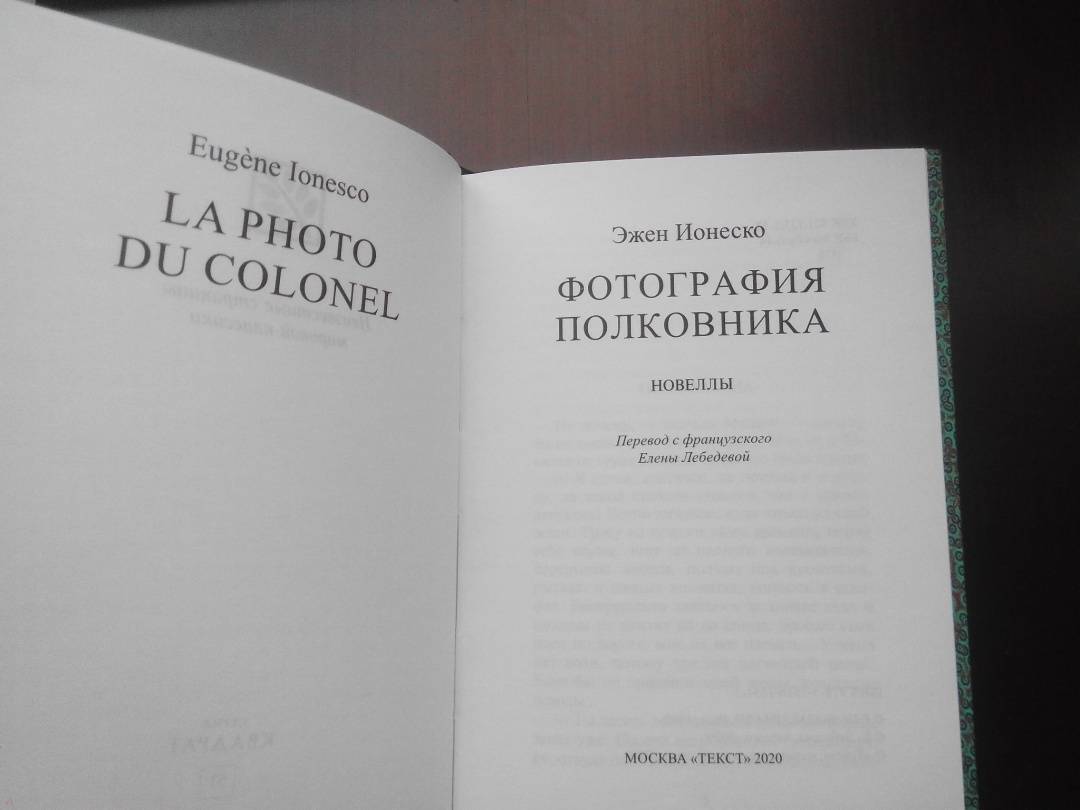 Eugène Ionesco
LA PHOTO
DU COLONEL
Эжен Ионеско
ФОТОГРАФИЯ
ПОЛКОВНИКА
НОВЕЛЛЫ
Перевод с французского
Елены Лебедевой
МОСКВА «ТЕКСТ» 2020